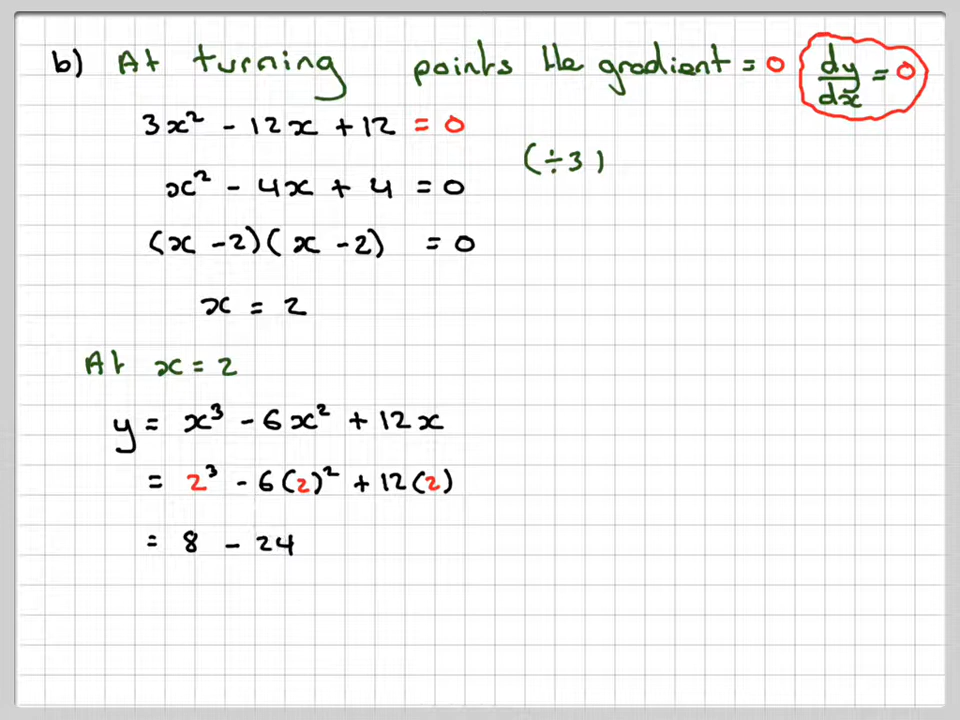 b) At turning points the gradient = 0 dy/dx = 0
3x² - 12x + 12 = 0
(÷3)
x² - 4x + 4 = 0
(x - 2)(x - 2) = 0
x = 2
At x = 2
y = x³ - 6x² + 12x
= 2³ - 6(2)² + 12(2)
= 8 - 24